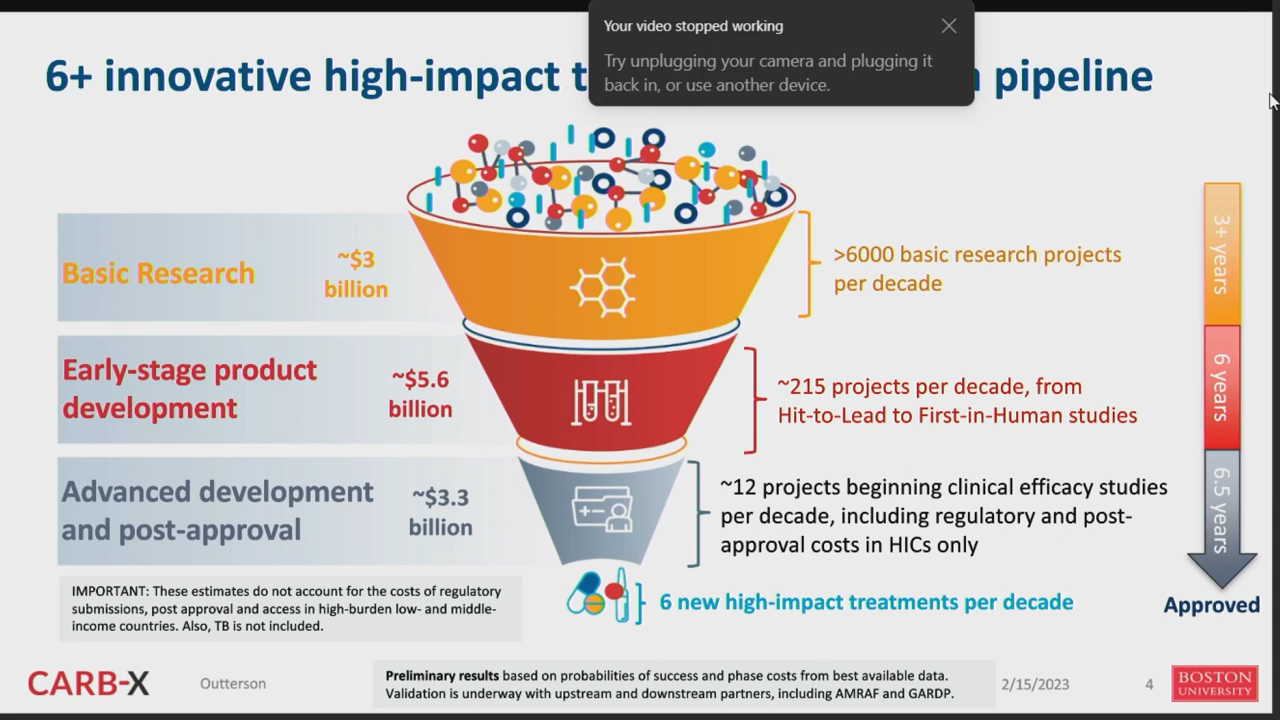 Your video stopped working
Try unplugging your camera and plugging it
back in, or use another device.
6+ innovative high-impact t
pipeline
Basic Research
~$3
billion
>6000 basic research projects
per decade
3+ years
Early-stage product
development
~$5.6
billion
~215 projects per decade, from
Hit-to-Lead to First-in-Human studies
6 years
Advanced development
and post-approval
~$3.3
billion
~12 projects beginning clinical efficacy studies
per decade, including regulatory and post-
approval costs in HICs only
6.5 years
Approved
IMPORTANT: These estimates do not account for the costs of regulatory
submissions, post approval and access in high-burden low- and middle-
income countries. Also, TB is not included.
6 new high-impact treatments per decade
CARB-X
Outterson
Preliminary results based on probabilities of success and phase costs from best available data.
Validation is underway with upstream and downstream partners, including AMRAF and GARDP.
2/15/2023
4
BOSTON
UNIVERSITY